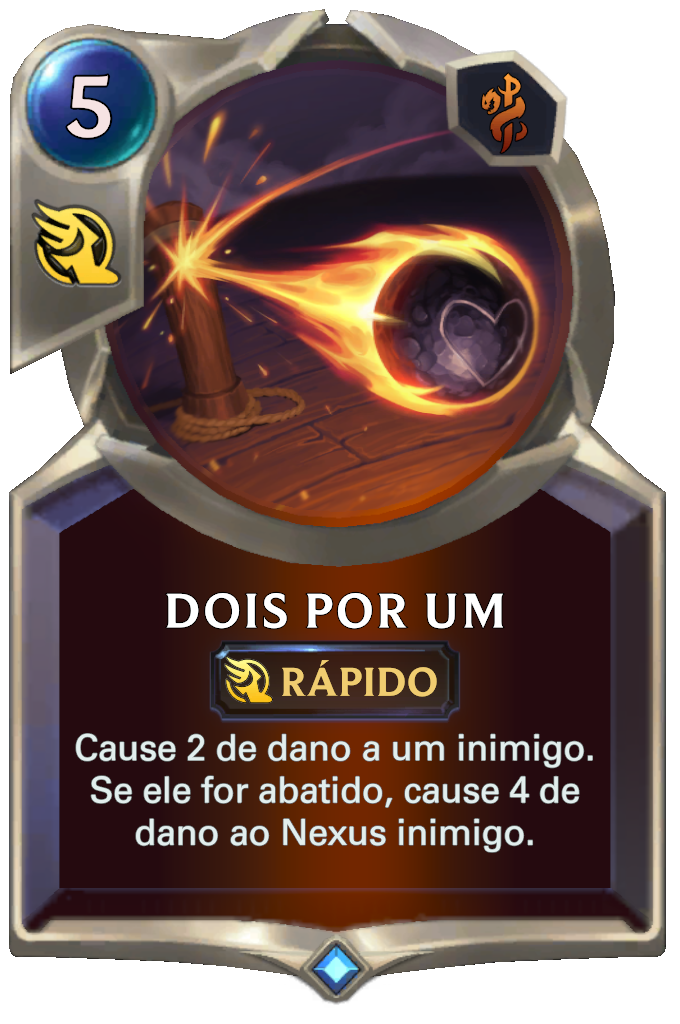 5
DOIS POR UM
RÁPIDO
Cause 2 de dano a um inimigo.
Se ele for abatido, cause 4 de
dano ao Nexus inimigo.